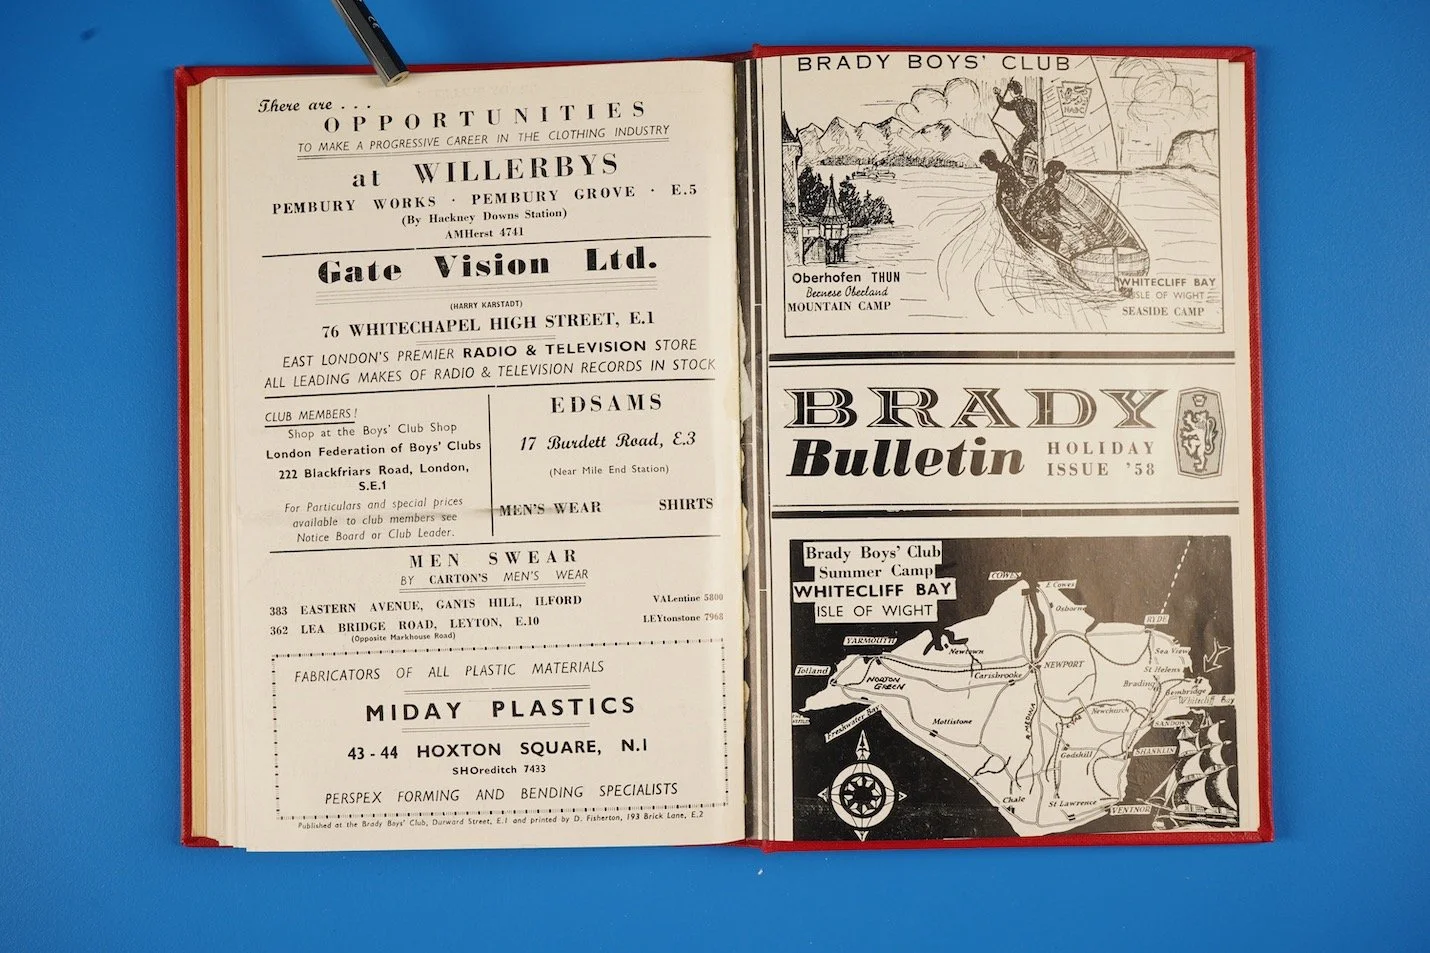 There are . . .
OPPORTUNITIES
TO MAKE A PROGRESSIVE CAREER IN THE CLOTHING INDUSTRY
at WILLERBYS
PEMBURY WORKS · PEMBURY GROVE · E.5
(By Hackney Downs Station)
AMHerst 4741
Gate Vision Ltd.
(HARRY KARSTADT)
76 WHITECHAPEL HIGH STREET, E.1
EAST LONDON'S PREMIER RADIO & TELEVISION STORE
ALL LEADING MAKES OF RADIO & TELEVISION RECORDS IN STOCK
CLUB MEMBERS!
Shop at the Boys' Club Shop
London Federation of Boys' Clubs
222 Blackfriars Road, London,
S.E.1
For Particulars and special prices
available to club members see
Notice Board or Club Leader.
EDSAMS
17 Burdett Road, E.3
(Near Mile End Station)
MEN'S WEAR SHIRTS
MEN SWEAR
BY CARTON'S MEN'S WEAR
383 EASTERN AVENUE, GANTS HILL, ILFORD VALentine 5800
362 LEA BRIDGE ROAD, LEYTON, E.10 LEYtonstone 7968
(Opposite Markhouse Road)
FABRICATORS OF ALL PLASTIC MATERIALS
MIDAY PLASTICS
43 - 44 HOXTON SQUARE, N.1
SHOreditch 7433
PERSPEX FORMING AND BENDING SPECIALISTS
Published at the Brady Boys' Club, Durward Street, E.1 and printed by D. Fisherton, 193 Brick Lane, E.2
BRADY BOYS' CLUB
NABC
Oberhofen THUN
Bernese Oberland
MOUNTAIN CAMP
WHITECLIFF BAY
ISLE OF WIGHT
SEASIDE CAMP
BRADY
Bulletin
HOLIDAY
ISSUE '58
Brady Boys' Club
Summer Camp
WHITECLIFF BAY
ISLE OF WIGHT
COWES
E. Cowes
Osborne
RYDE
YARMOUTH
Newtown
Sea View
Totland
NORTON
GREEN
Carisbrooke
NEWPORT
St Helens
Brading
Bembridge
Whitecliff Bay
Freshwater Bay
Mottistone
R. MEDINA
Newchurch
SANDOWN
Godshill
SHANKLIN
Chale
St Lawrence
VENTNOR